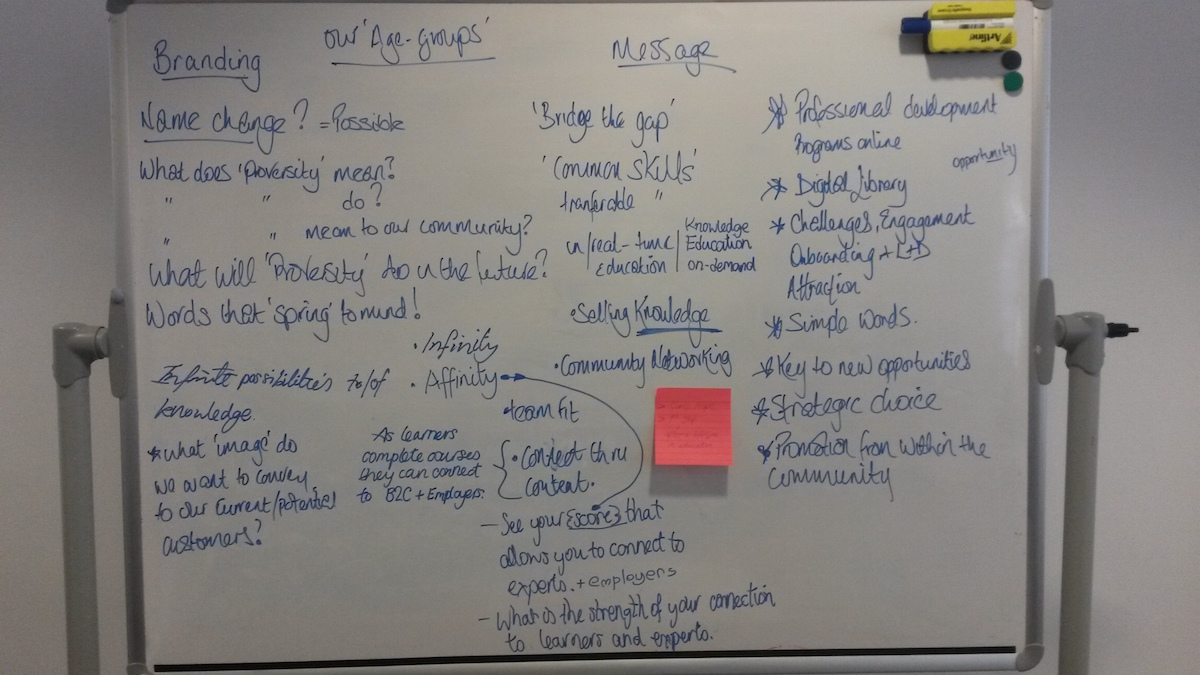 Branding
our 'Age-groups'
Message
Name change? = Possible
What does 'Proversity' mean?
" " do?
" " mean to our community?
What will 'Proversity' do in the future?
Words that 'spring' to mind!
• Infinity
Infinite possibilities to/of
• Affinity
knowledge.
• team fit
* what 'image' do
we want to convey
to our current/potential
customers?
As learners
complete courses
they can connect
to B2C + Employers.
• Connect thru
content.
- See your {score} that
allows you to connect to
experts. + employers
- What is the strength of your connection
to learners and experts.
'Bridge the gap'
'Common skills'
tranferable "
in/real-time
education
Knowledge
Education
on-demand
• Selling Knowledge
• Community Networking
* Professional development
Programs online
opportunity
* Digital Library
* Challenges, Engagement
Onboarding + L+D
Attraction
* Simple words.
* Key to new opportunities
* Strategic choice
* Promotion from within the
Community
Artline